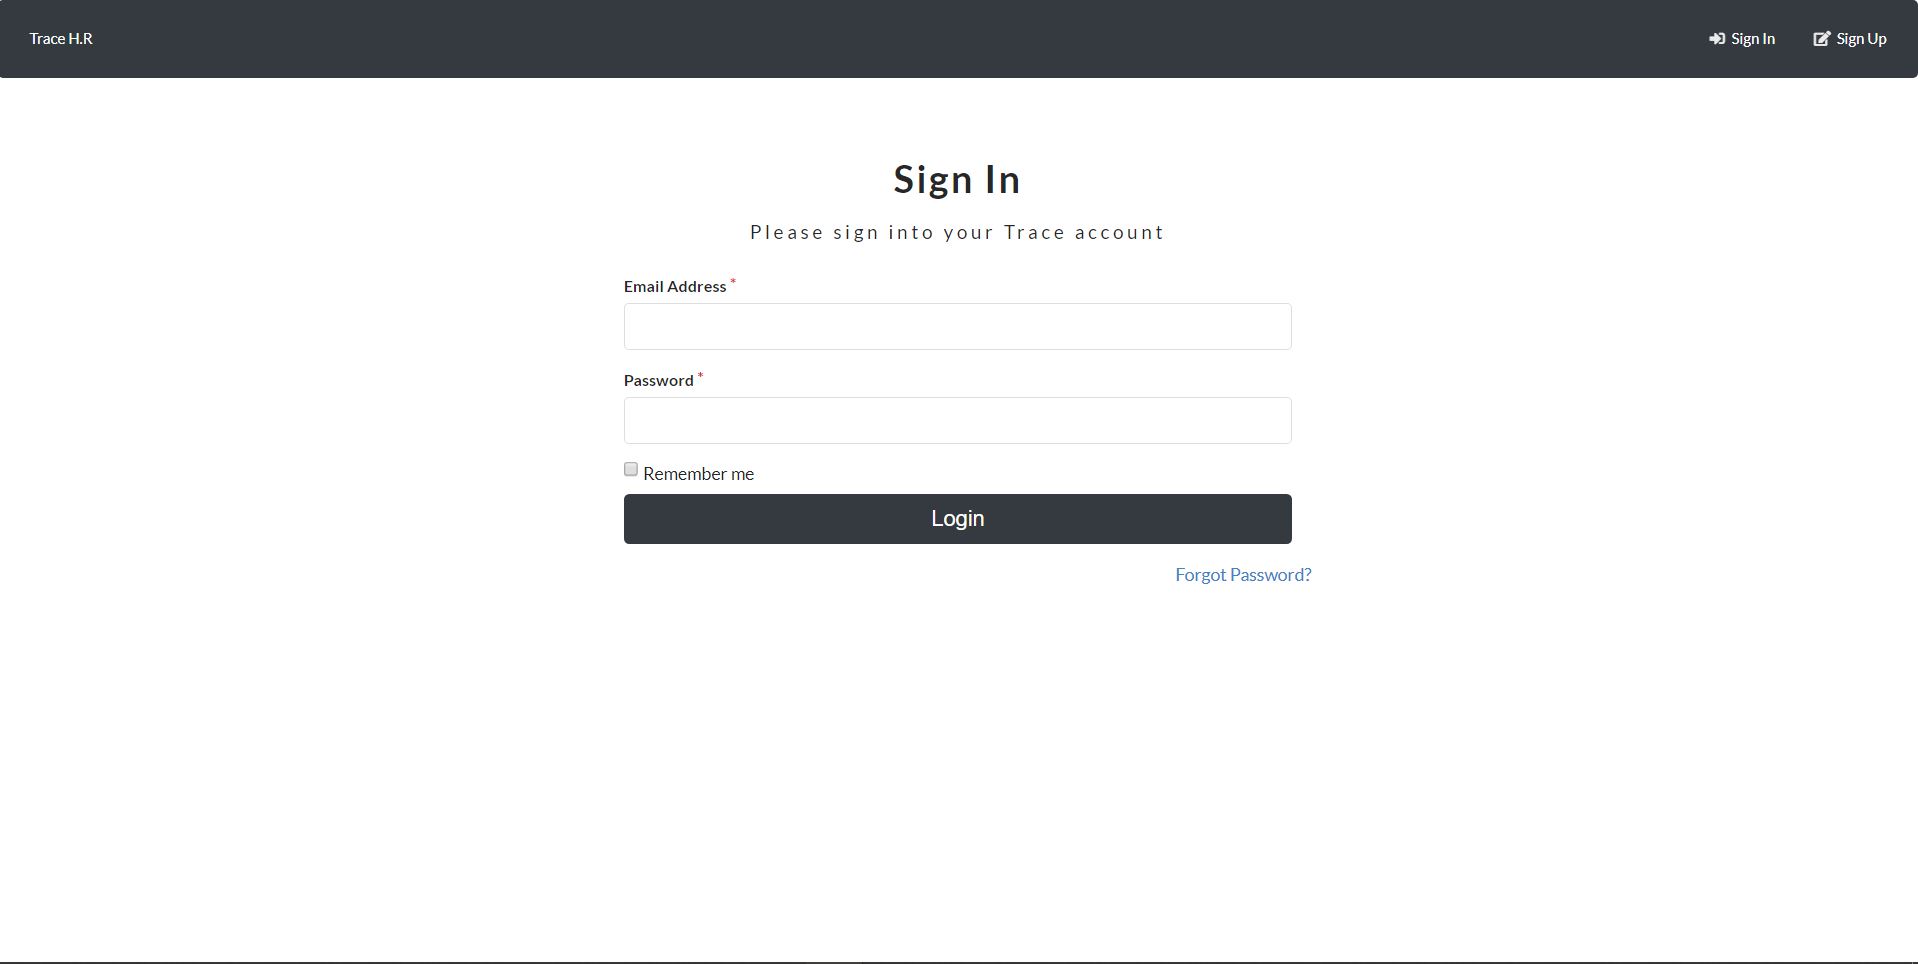 Trace H.R
Sign In
Sign Up
Sign In
Please sign into your Trace account
Email Address *
Password *
Remember me
Login
Forgot Password?